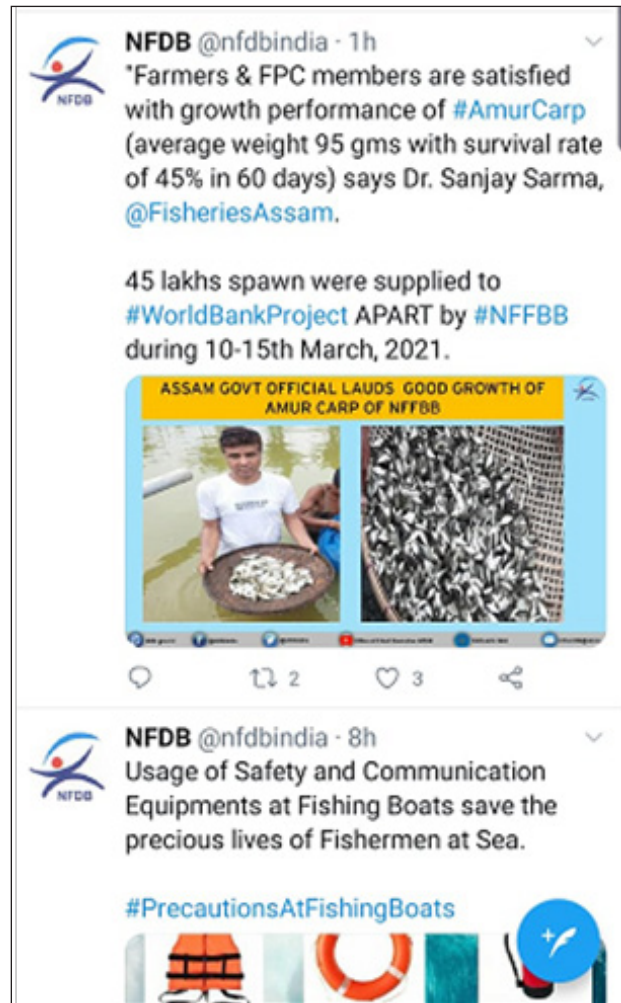 NFDB @nfdbindia · 1h
NFDB
"Farmers & FPC members are satisfied
with growth performance of #AmurCarp
(average weight 95 gms with survival rate
of 45% in 60 days) says Dr. Sanjay Sarma,
@FisheriesAssam.
45 lakhs spawn were supplied to
#WorldBankProject APART by #NFFBB
during 10-15th March, 2021.
ASSAM GOVT OFFICIAL LAUDS GOOD GROWTH OF
AMUR CARP OF NFFBB
2 3
NFDB @nfdbindia · 8h
NFDB
Usage of Safety and Communication
Equipments at Fishing Boats save the
precious lives of Fishermen at Sea.
#PrecautionsAtFishingBoats